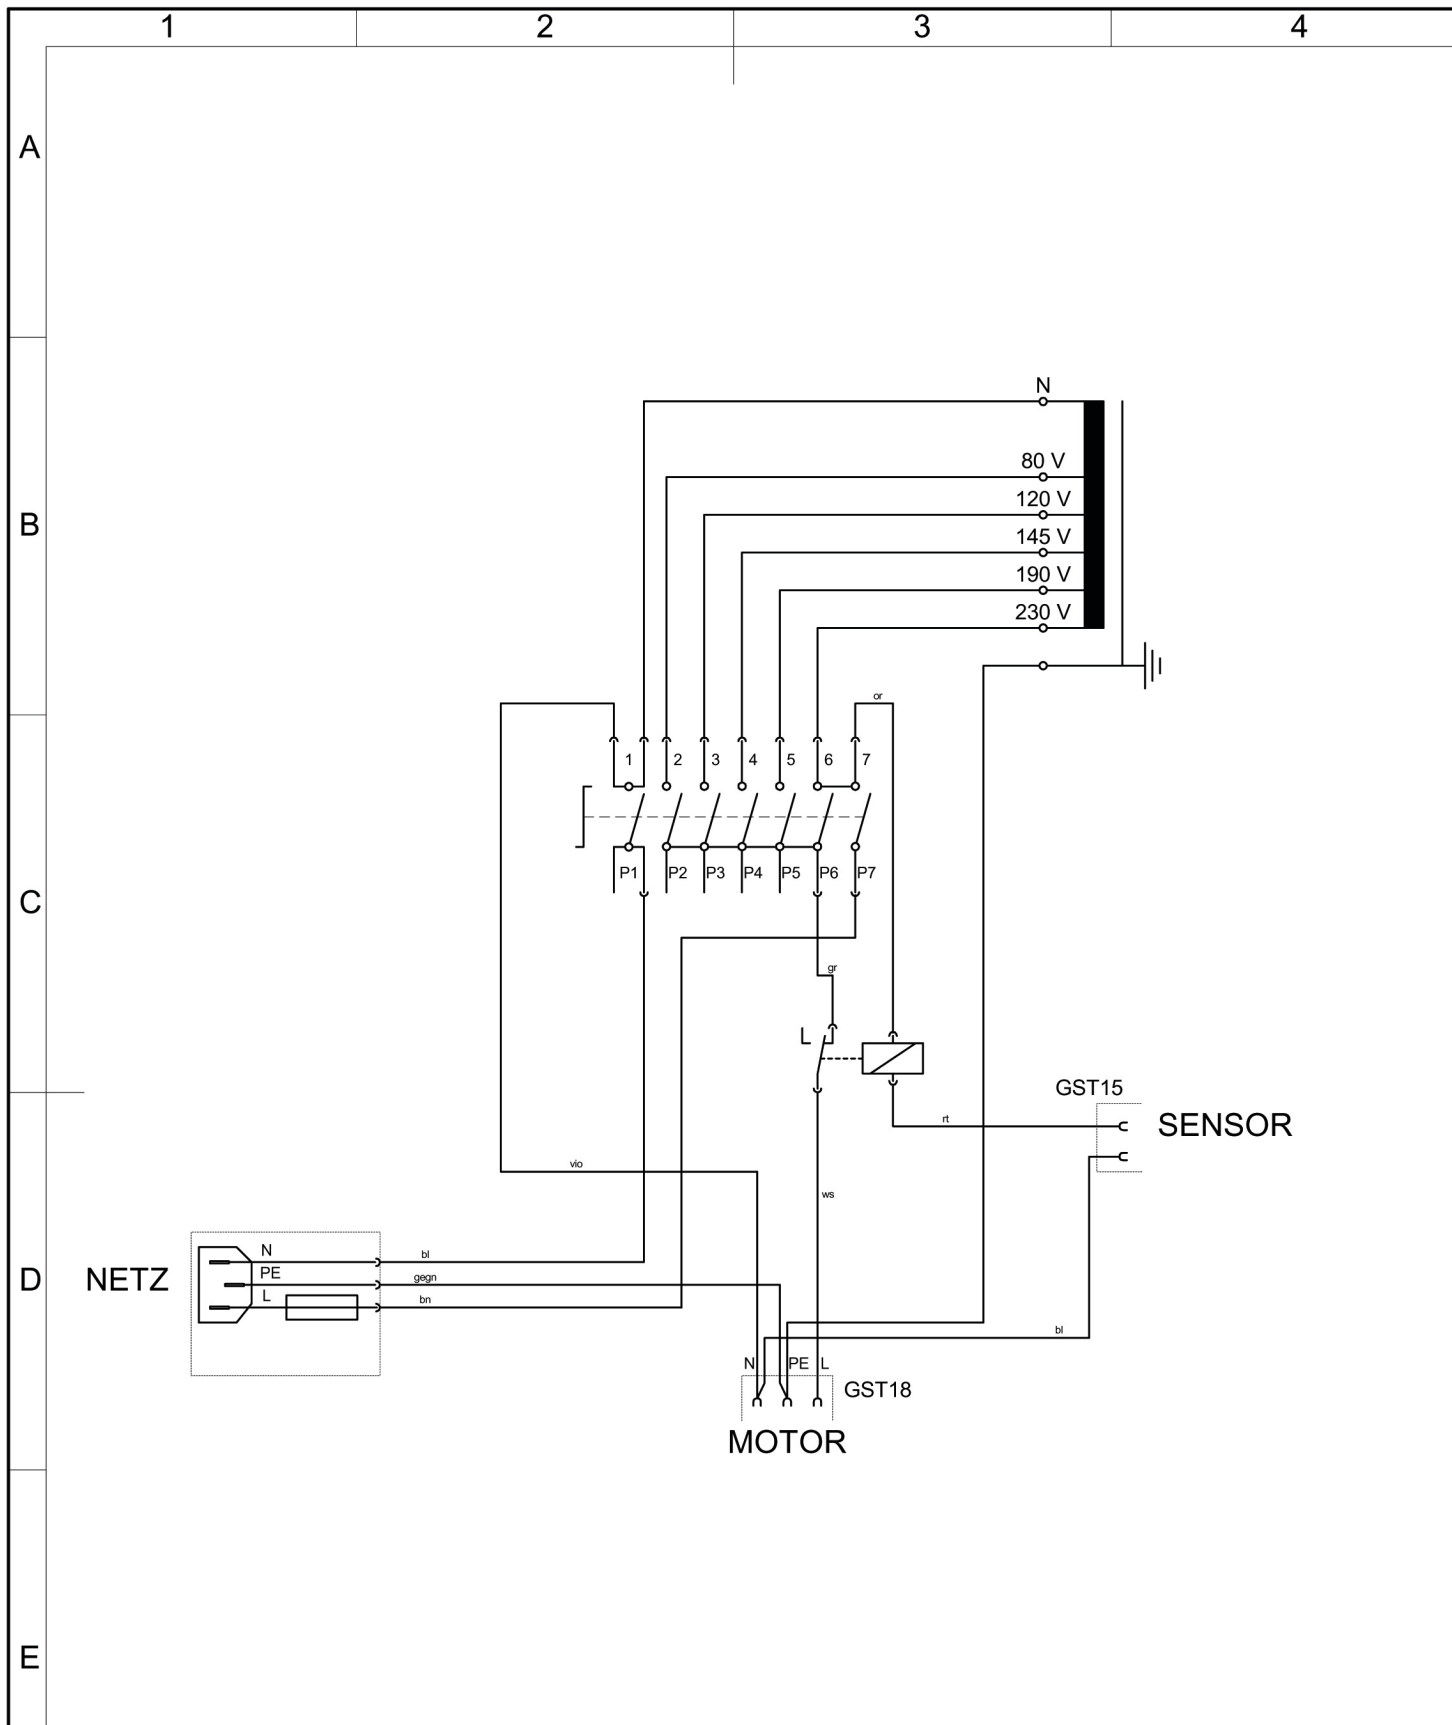 1 2 3 4
A
N
80 V
120 V
B
145 V
190 V
230 V
or
1 2 3 4 5 6 7
P1 P2 P3 P4 P5 P6 P7
C
gr
GST15
rt
SENSOR
vio
ws
N
bl
D
NETZ
PE
gegn
L
bn
bl
N PE L
GST18
MOTOR
E